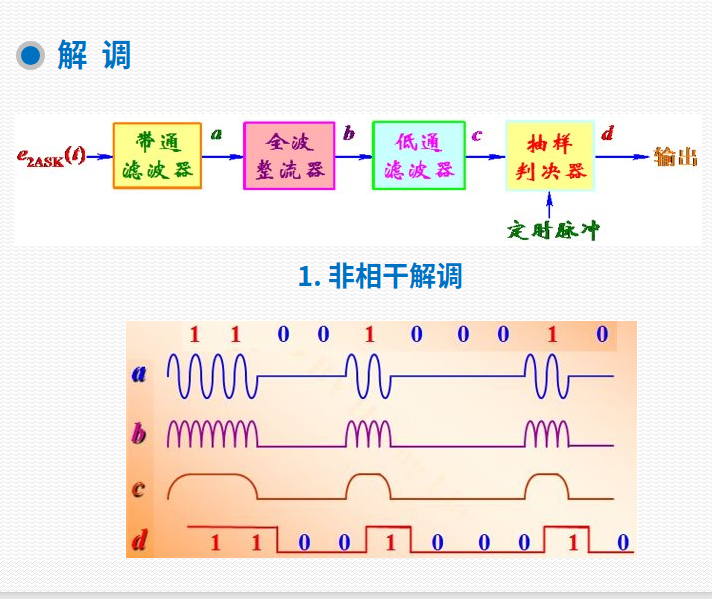 解 调
带通 a 全波 b 低通 c 抽样 d
e2ASK(t) 滤波器 整流器 滤波器 判决器 输出
定时脉冲
1. 非相干解调
1 1 0 0 1 0 0 0 1 0
a
b
c
d 1 1 0 0 1 0 0 0 1 0